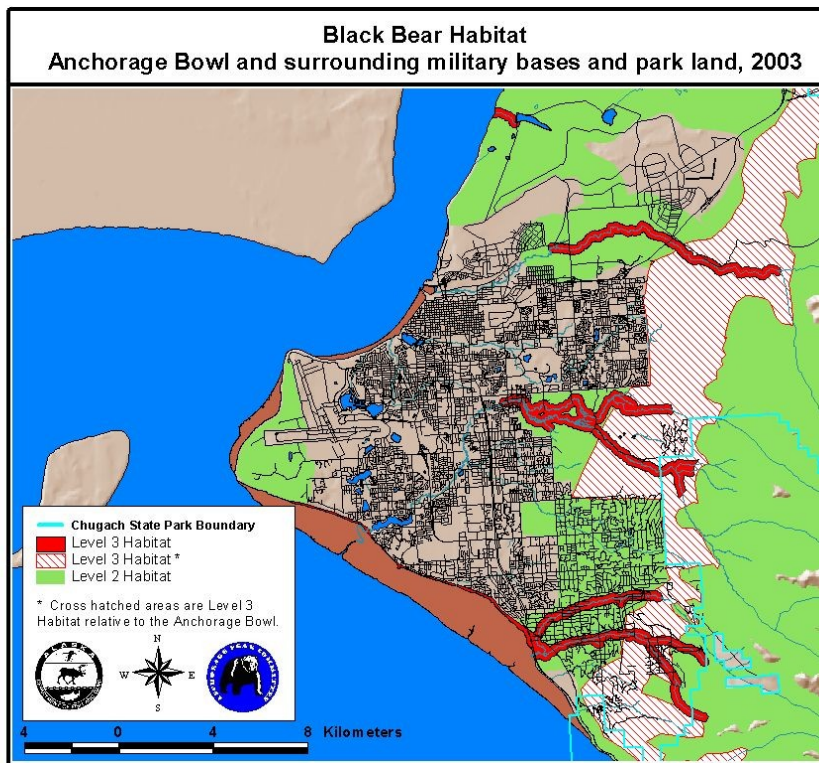 Black Bear Habitat
Anchorage Bowl and surrounding military bases and park land, 2003
Chugach State Park Boundary
Level 3 Habitat
Level 3 Habitat *
Level 2 Habitat
* Cross hatched areas are Level 3
Habitat relative to the Anchorage Bowl.
N
W E
S
4 0 4 8 Kilometers